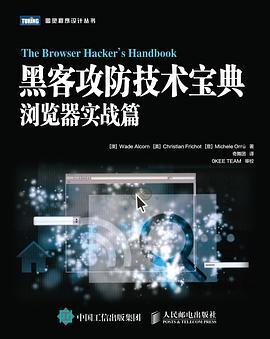 TURING 图灵程序设计丛书
The Browser Hacker's Handbook
黑客攻防技术宝典
浏览器实战篇
[澳] Wade Alcorn [澳] Christian Frichot [意] Michele Orrù 著
奇舞团 译
0KEE TEAM 审校
中国工信出版集团
人民邮电出版社
POSTS & TELECOM PRESS